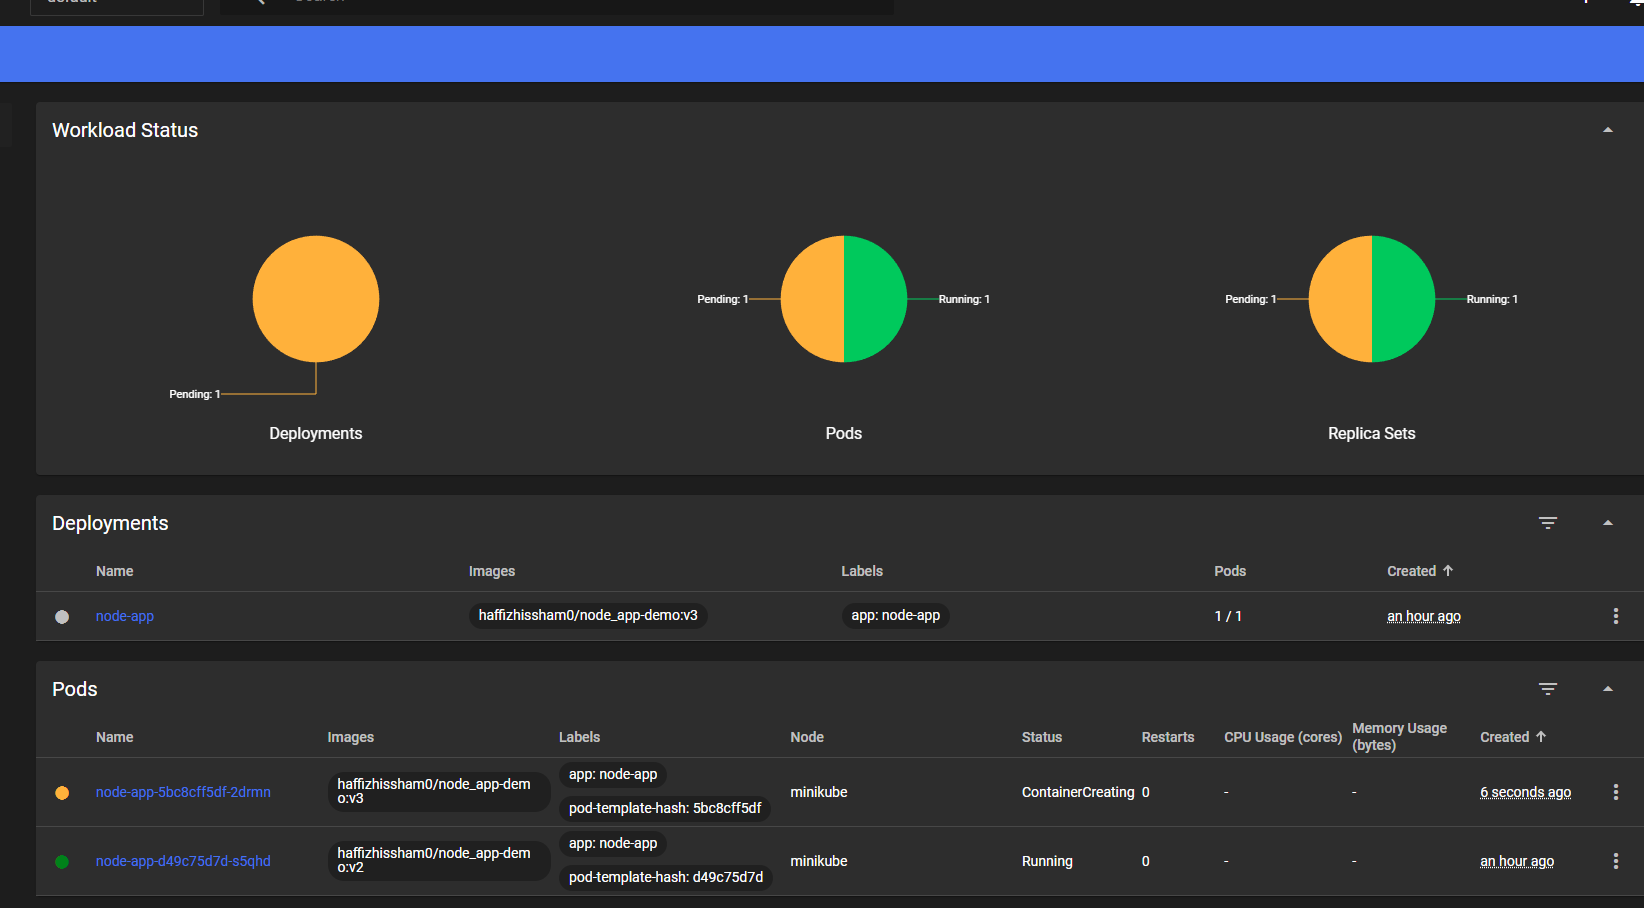 default
Search
Workload Status
Pending: 1
Deployments
Pending: 1
Running: 1
Pods
Pending: 1
Running: 1
Replica Sets
Deployments
Name Images Labels Pods Created
node-app haffizhissham0/node_app-demo:v3 app: node-app 1 / 1 an hour ago
Pods
Name Images Labels Node Status Restarts CPU Usage (cores) Memory Usage
(bytes) Created
node-app-5bc8cff5df-2drmn haffizhissham0/node_app-dem
o:v3 app: node-app
pod-template-hash: 5bc8cff5df minikube ContainerCreating 0 - - 6 seconds ago
node-app-d49c75d7d-s5qhd haffizhissham0/node_app-dem
o:v2 app: node-app
pod-template-hash: d49c75d7d minikube Running 0 - - an hour ago